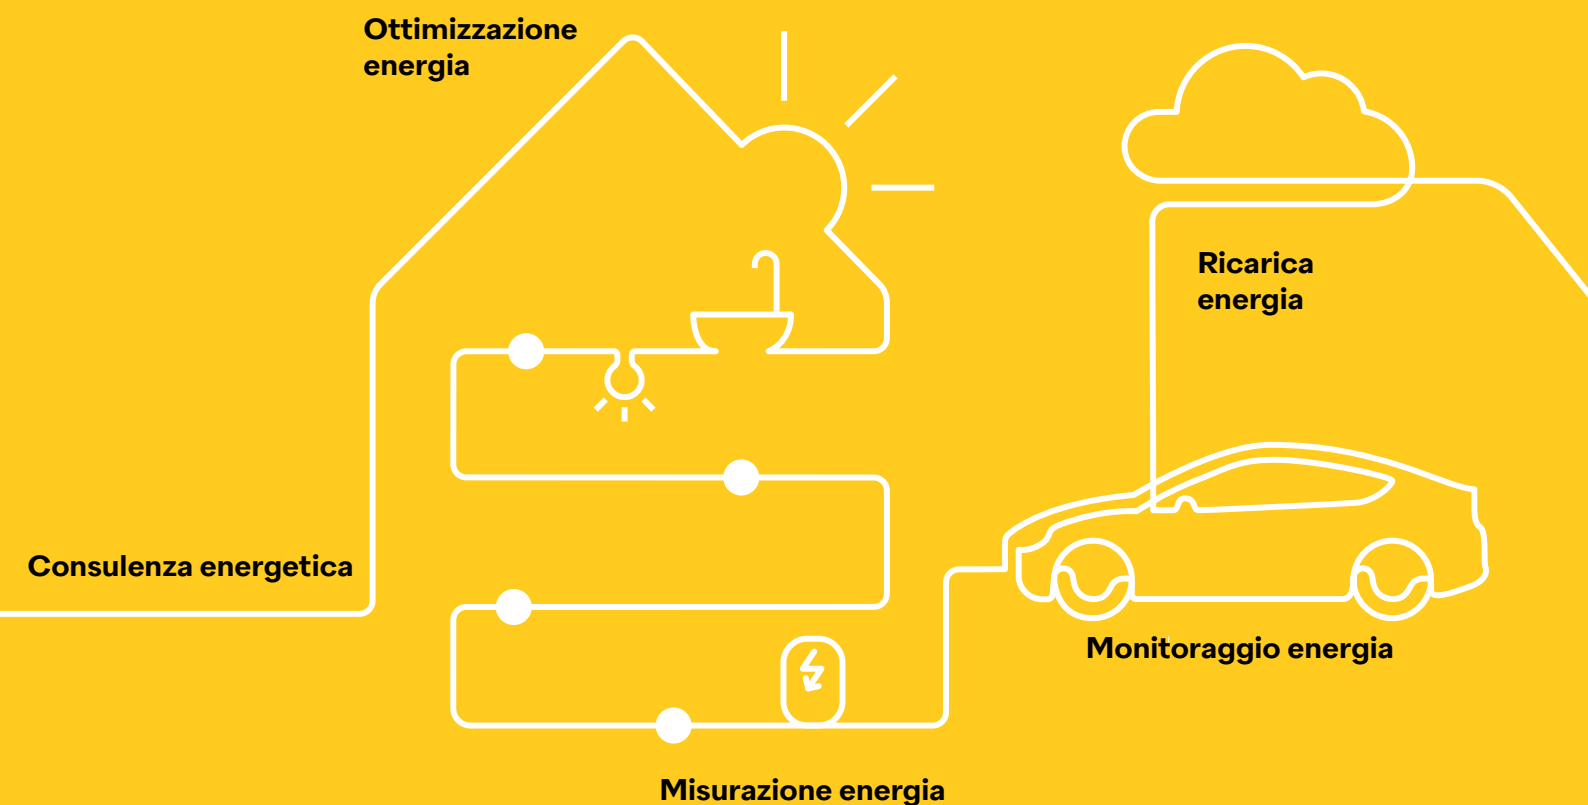 Ottimizzazione
energia
Ricarica
energia
Consulenza energetica
Monitoraggio energia
Misurazione energia